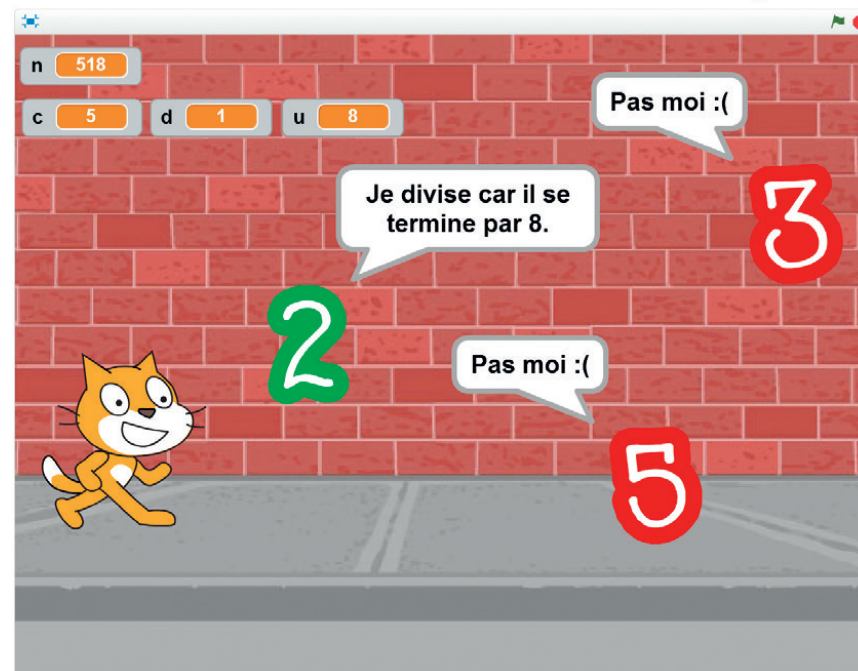 n 518
c 5 d 1 u 8
Pas moi :(
3
Je divise car il se
termine par 8.
2
Pas moi :(
5